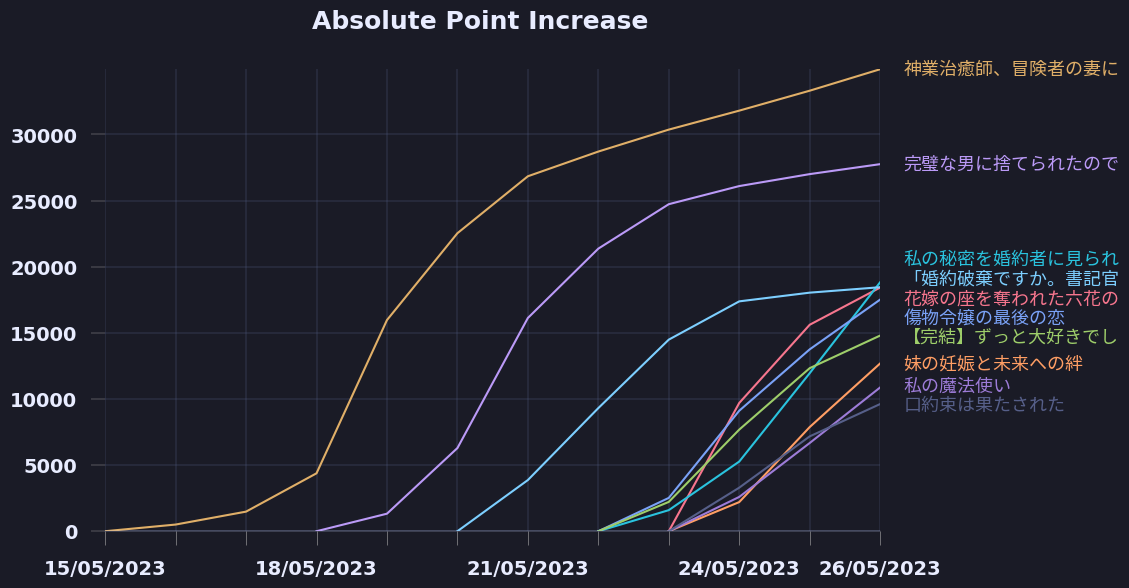 Absolute Point Increase
神業治癒師、冒険者の妻に
30000
完璧な男に捨てられたので
25000
20000
私の秘密を婚約者に見られ
「婚約破棄ですか。書記官
花嫁の座を奪われた六花の
傷物令嬢の最後の恋
15000
【完結】ずっと大好きでし
妹の妊娠と未来への絆
私の魔法使い
10000
口約束は果たされた
5000
0
15/05/2023
18/05/2023
21/05/2023
24/05/2023
26/05/2023